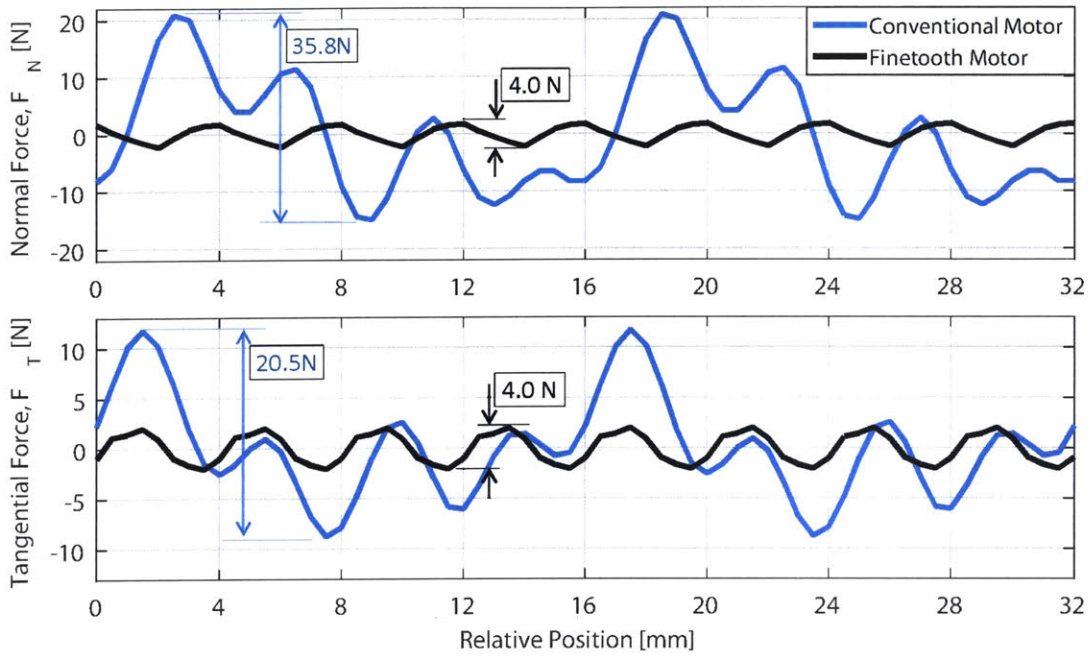 Normal Force, F N [N]
20
10
0
-10
-20
35.8N
4.0 N
Conventional Motor
Finetooth Motor
0 4 8 12 16 20 24 28 32
Tangential Force, F T [N]
10
5
0
-5
-10
20.5N
4.0 N
0 4 8 12 16 20 24 28 32
Relative Position [mm]